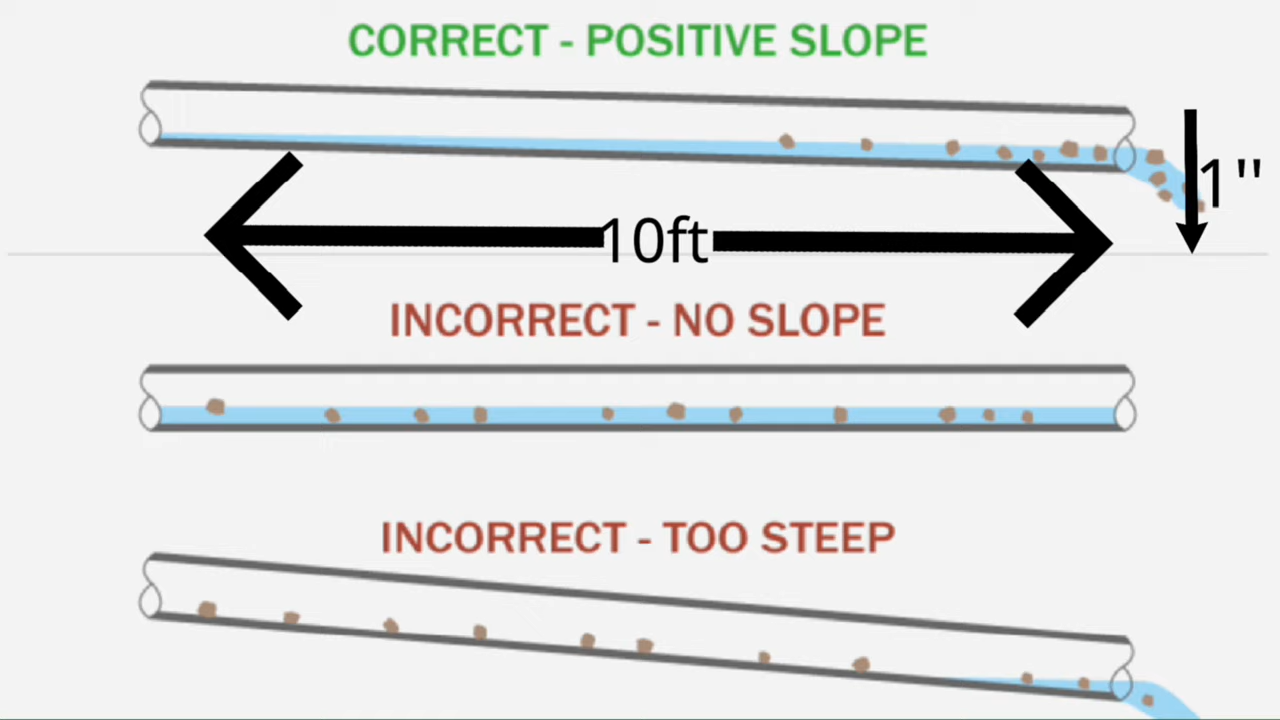 CORRECT - POSITIVE SLOPE
1''
10ft
INCORRECT - NO SLOPE
INCORRECT - TOO STEEP